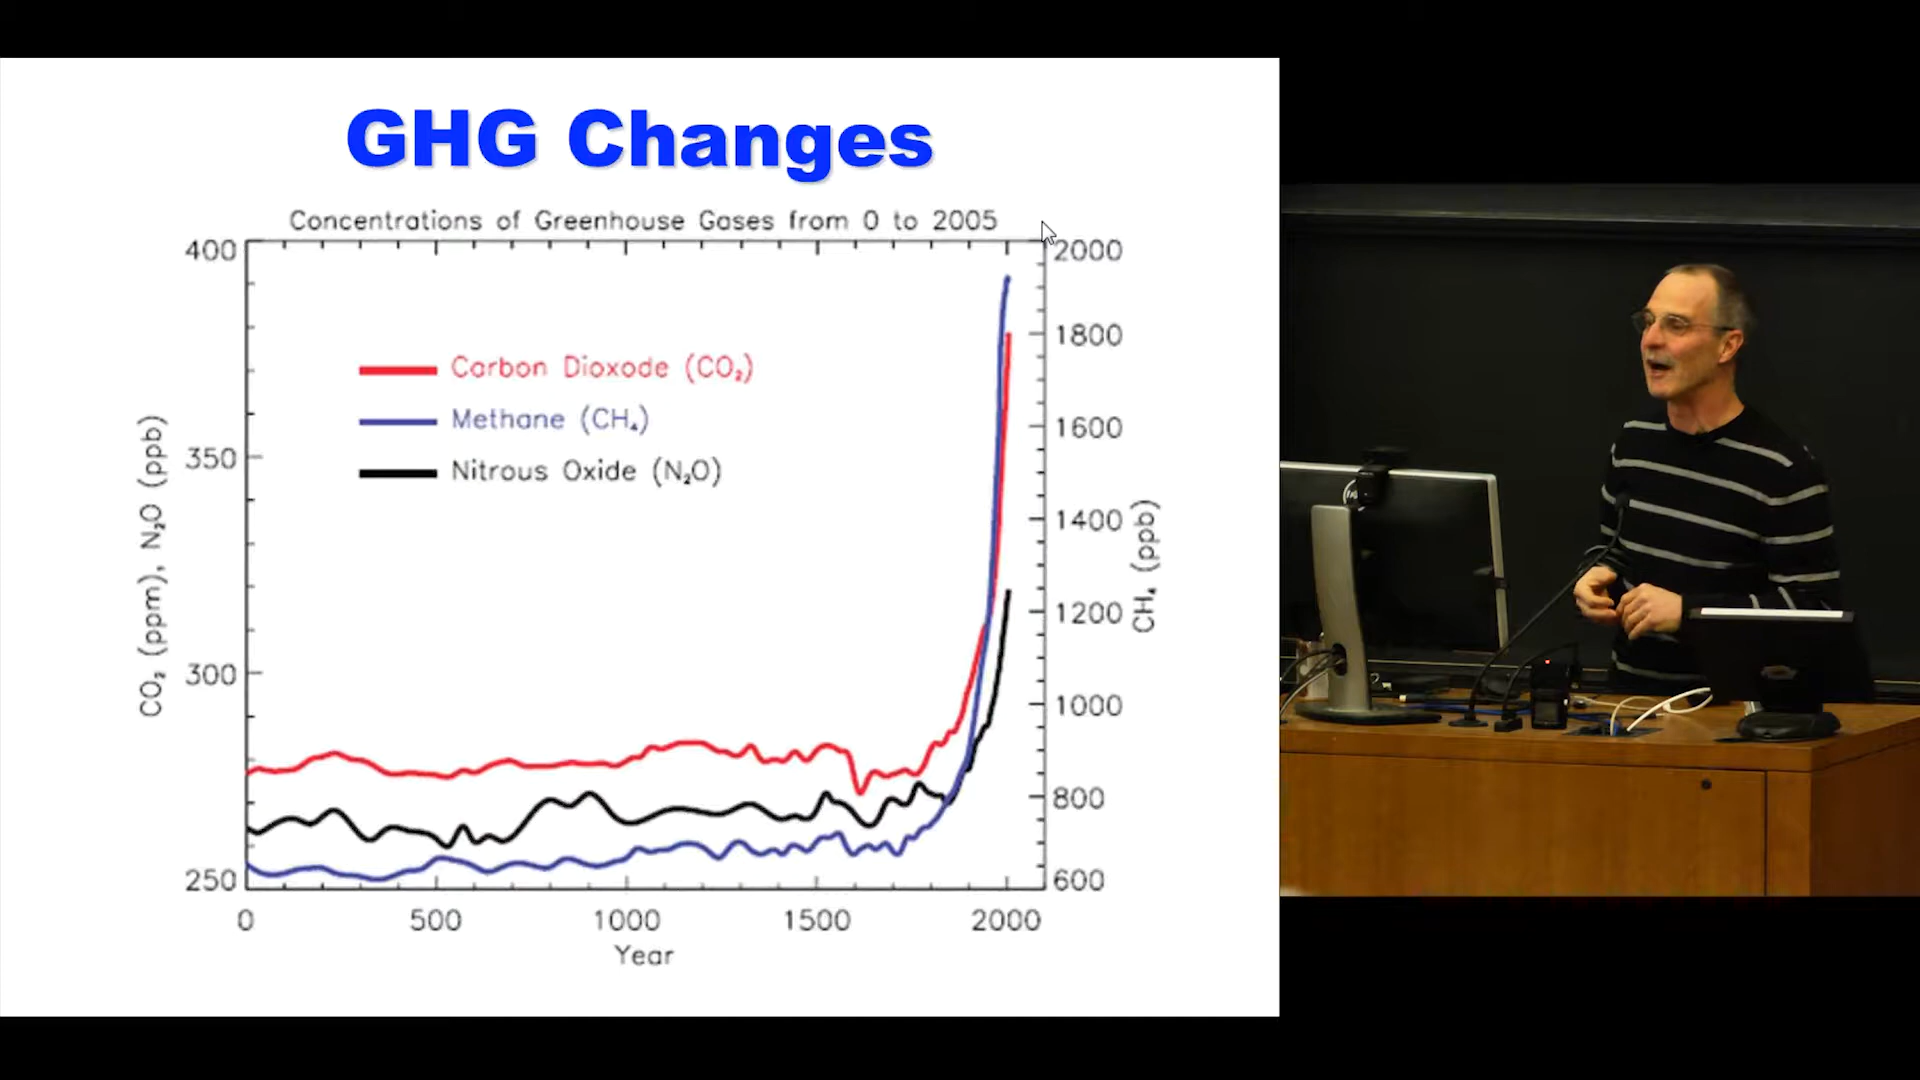 GHG Changes
Concentrations of Greenhouse Gases from 0 to 2005
400
350
300
250
CO₂ (ppm), N₂O (ppb)
Carbon Dioxode (CO₂)
Methane (CH₄)
Nitrous Oxide (N₂O)
2000
1800
1600
1400
1200
1000
800
600
CH₄ (ppb)
0 500 1000 1500 2000
Year